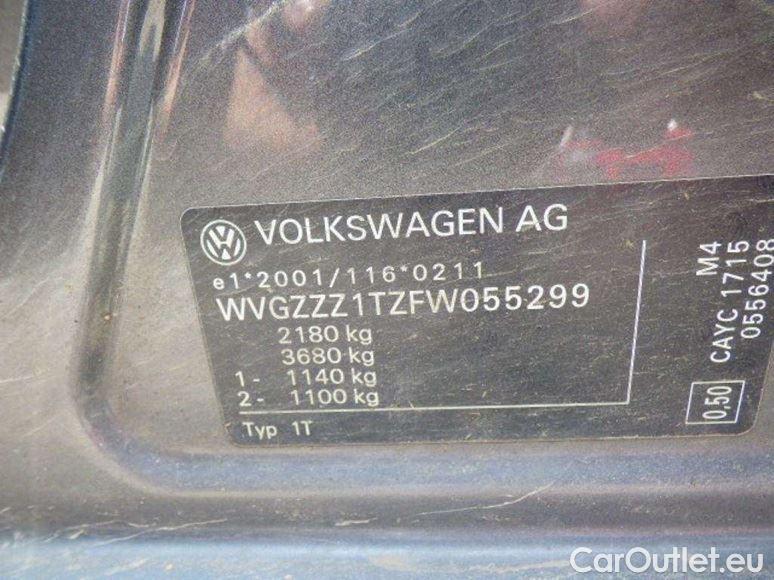 VOLKSWAGEN AG
e1*2001/116*0211
WVGZZZ1TZFW055299
2180 kg
3680 kg
1- 1140 kg
2- 1100 kg
Typ 1T
M4
CAYC 1715
0,50 0556408
CarOutlet.eu